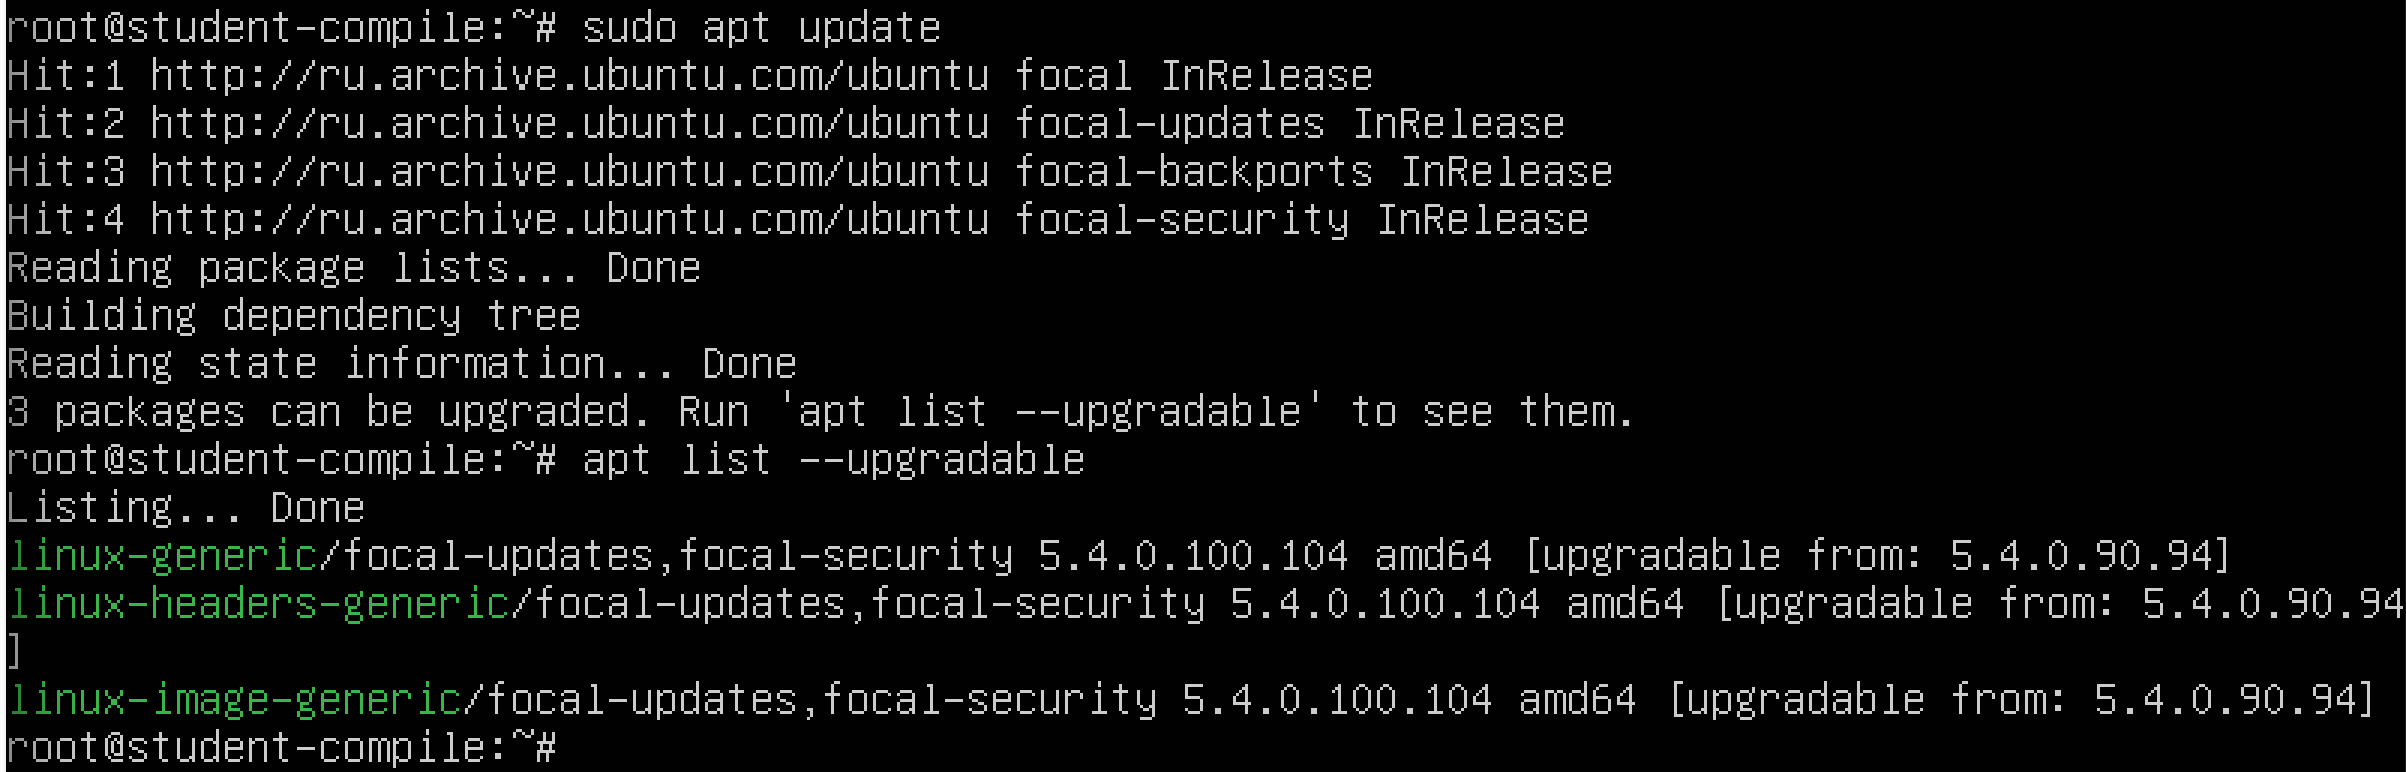 root@student-compile:~# sudo apt update
Hit:1 http://ru.archive.ubuntu.com/ubuntu focal InRelease
Hit:2 http://ru.archive.ubuntu.com/ubuntu focal-updates InRelease
Hit:3 http://ru.archive.ubuntu.com/ubuntu focal-backports InRelease
Hit:4 http://ru.archive.ubuntu.com/ubuntu focal-security InRelease
Reading package lists... Done
Building dependency tree
Reading state information... Done
3 packages can be upgraded. Run 'apt list --upgradable' to see them.
root@student-compile:~# apt list --upgradable
Listing... Done
linux-generic/focal-updates,focal-security 5.4.0.100.104 amd64 [upgradable from: 5.4.0.90.94]
linux-headers-generic/focal-updates,focal-security 5.4.0.100.104 amd64 [upgradable from: 5.4.0.90.94
]
linux-image-generic/focal-updates,focal-security 5.4.0.100.104 amd64 [upgradable from: 5.4.0.90.94]
root@student-compile:~#